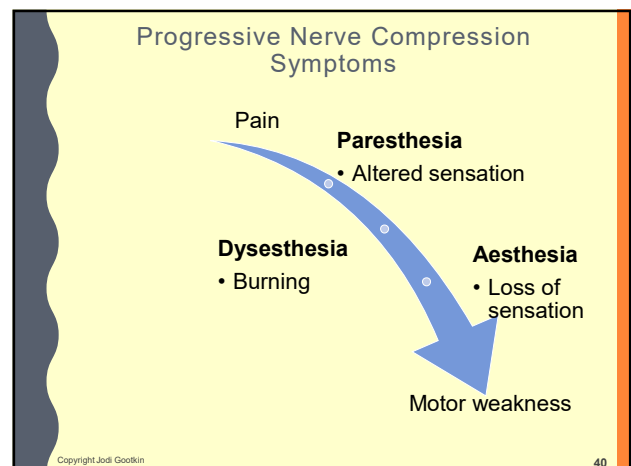 Progressive Nerve Compression
Symptoms
Pain
Paresthesia
• Altered sensation
Dysesthesia
• Burning
Aesthesia
• Loss of
sensation
Motor weakness
Copyright Jodi Gootkin
40